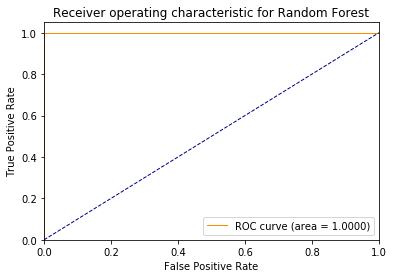 Receiver operating characteristic for Random Forest
True Positive Rate
1.0
0.8
0.6
0.4
0.2
0.0
ROC curve (area = 1.0000)
0.0 0.2 0.4 0.6 0.8 1.0
False Positive Rate